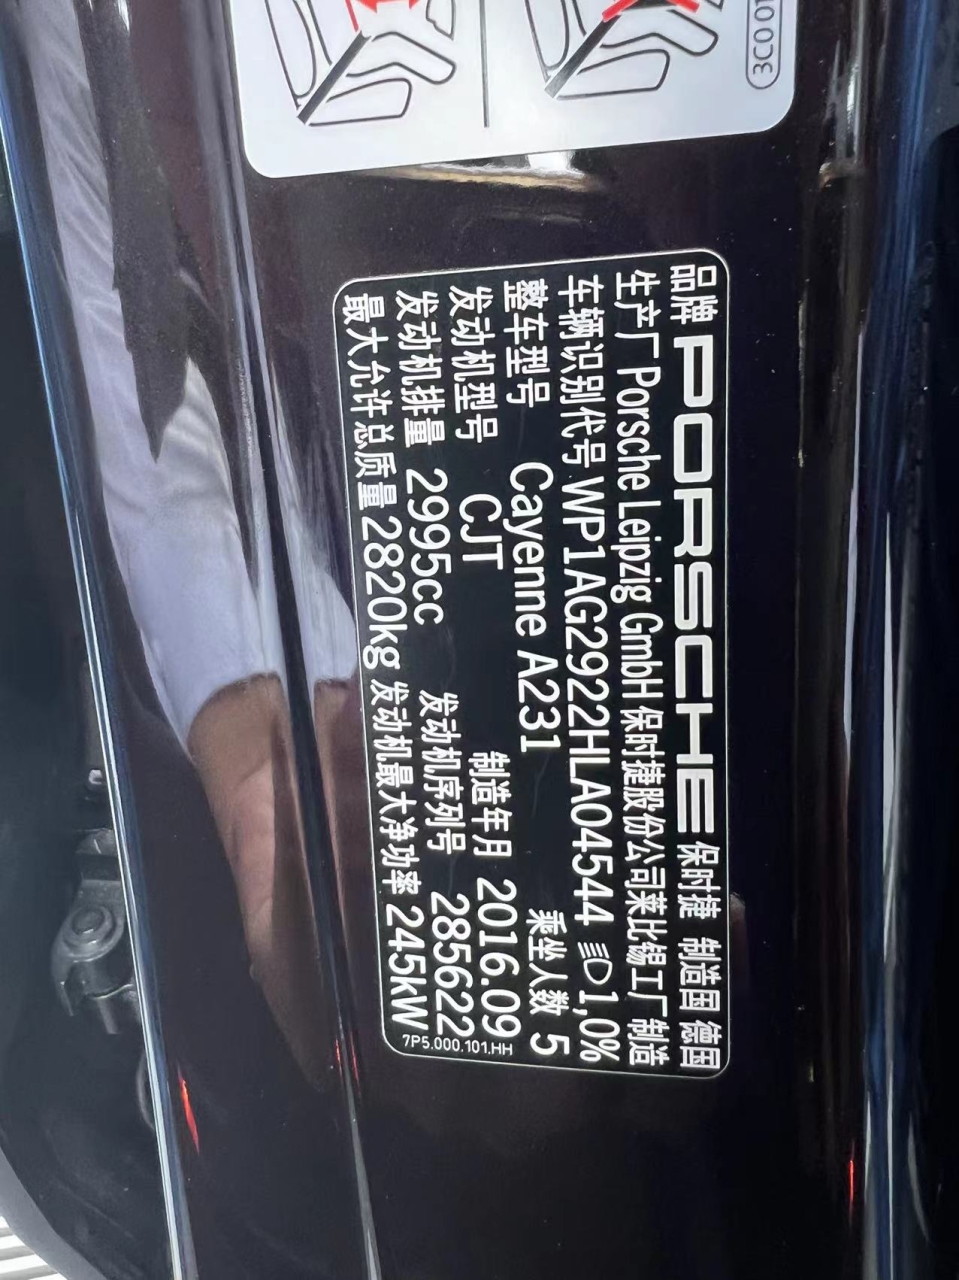 3C0 01
品牌 PORSCHE 保时捷 制造国 德国
生产厂 Porsche Leipzig GmbH 保时捷股份公司莱比锡工厂 制造
车辆识别代号 WP1AG2922HLA04544 1,0%
整车型号 Cayenne A231 乘坐人数 5
发动机型号 CJT 制造年月 2016.09
发动机排量 2995cc 发动机序列号 285622
最大允许总质量 2820kg 发动机最大净功率 245kW
7P5.000.101.HH